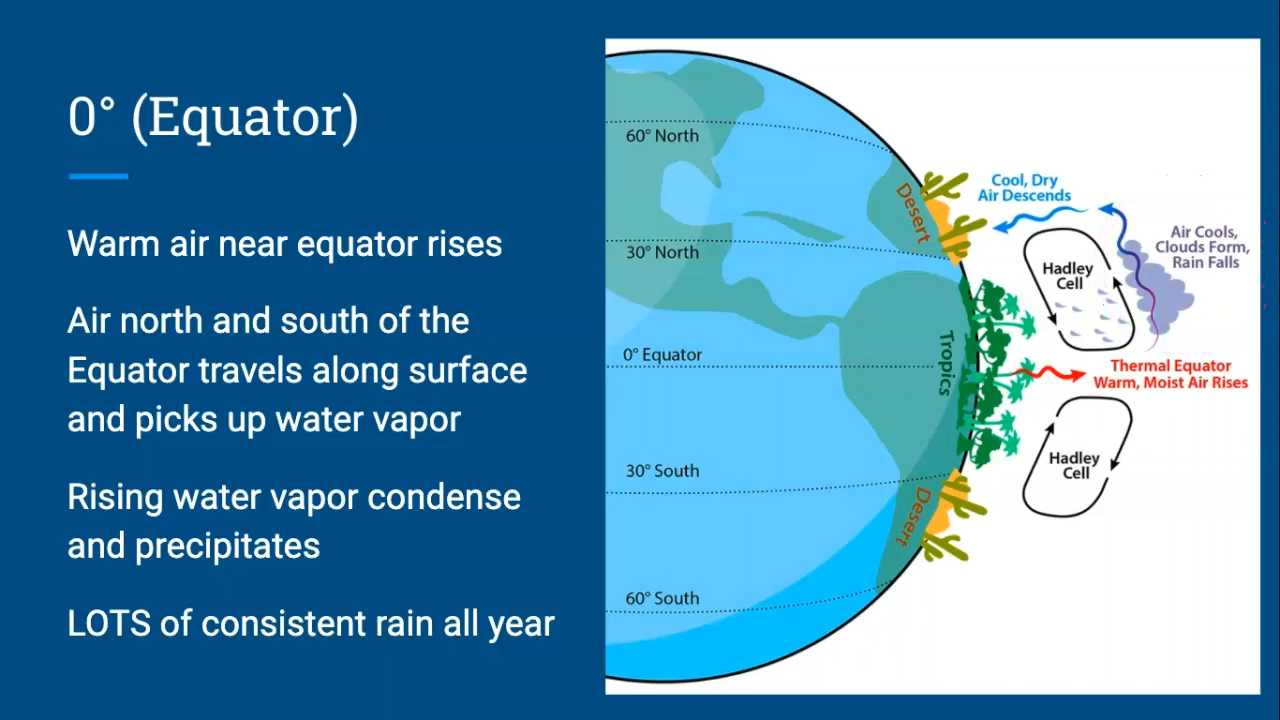 0° (Equator)
Warm air near equator rises
Air north and south of the
Equator travels along surface
and picks up water vapor
Rising water vapor condense
and precipitates
LOTS of consistent rain all year
60° North
30° North
0° Equator
30° South
60° South
Desert
Tropics
Desert
Cool, Dry
Air Descends
Air Cools,
Clouds Form,
Rain Falls
Hadley
Cell
Thermal Equator
Warm, Moist Air Rises
Hadley
Cell